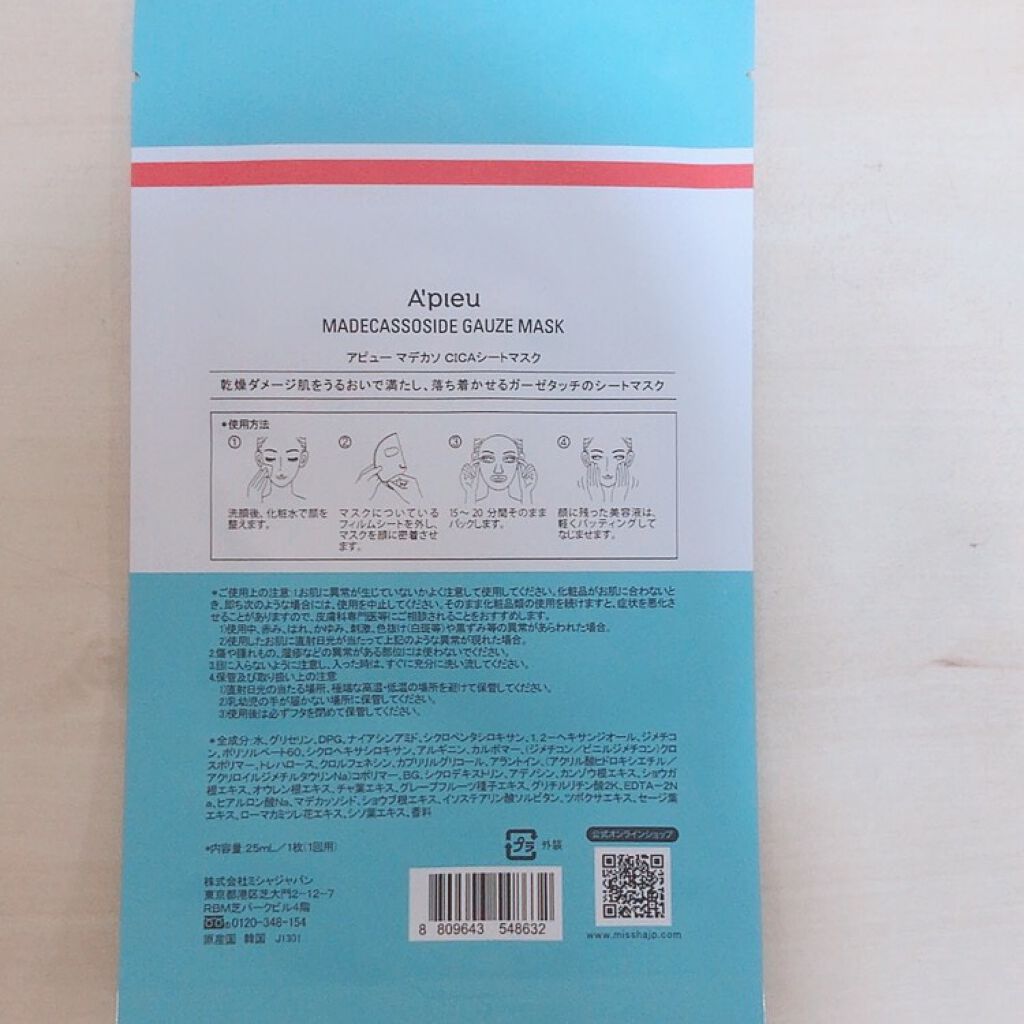 A'pieu
MADECASSOSIDE GAUZE MASK
アピュー マデカソ CICAシートマスク
乾燥ダメージ肌をうるおいで満たし、落ち着かせるガーゼタッチのシートマスク
*使用方法
① ② ③ ④
洗顔後、化粧水で顔を
整えます。
マスクについている
フィルムシートを外し、
マスクを顔に密着させ
ます。
15〜20 分間そのまま
パックします。
顔に残った美容液は、
軽くパッティングして
なじませます。
*ご使用上の注意:1.お肌に異常が生じていないかよく注意して使用してください。化粧品がお肌に合わないと
き、即ち次のような場合には、使用を中止してください。そのまま化粧品類の使用を続けますと、症状を悪化さ
せることがありますので、皮膚科専門医等にご相談されることをおすすめします。
1)使用中、赤み、はれ、かゆみ、刺激、色抜け(白斑等)や黒ずみ等の異常があらわれた場合。
2)使用したお肌に直射日光が当たって上記のような異常が現れた場合。
2.傷や腫れもの、湿疹などの異常がある部位には使わないでください。
3.目に入らないように注意し、入った時は、すぐに充分に洗い流してください。
4.保管及び取り扱い上の注意
1)直射日光の当たる場所、極端な高温・低温の場所を避けて保管してください。
2)乳幼児の手が届かない場所に保管してください。
3)使用後は必ずフタを閉めて保管してください。
*全成分:水、グリセリン、DPG、ナイアシンアミド、シクロペンタシロキサン、1,2-ヘキサンジオール、ジメチコ
ン、ポリソルベート60、シクロヘキサシロキサン、アルギニン、カルボマー、(ジメチコン/ビニルジメチコン)クロ
スポリマー、トレハロース、クロルフェネシン、カプリリルグリコール、アラントイン、(アクリル酸ヒドロキシエチル/
アクリロイルジメチルタウリンNa)コポリマー、BG、シクロデキストリン、アデノシン、カンゾウ根エキス、ショウガ
根エキス、オウレン根エキス、チャ葉エキス、グレープフルーツ種子エキス、グリチルリチン酸2K、EDTA-2N
a、ヒアルロン酸Na、マデカッソシド、ショウブ根エキス、イソステアリン酸ソルビタン、ツボクサエキス、セージ葉
エキス、ローマカミツレ花エキス、シソ葉エキス、香料
*内容量:25mL/1枚(1回用)
プラ 外装
公式オンラインショップ
株式会社ミシャジャパン
東京都港区芝大門2-12-7
RBM芝パークビル4階
0120-348-154
原産国 韓国 J1301
8 809643 548632
www.misshajp.com